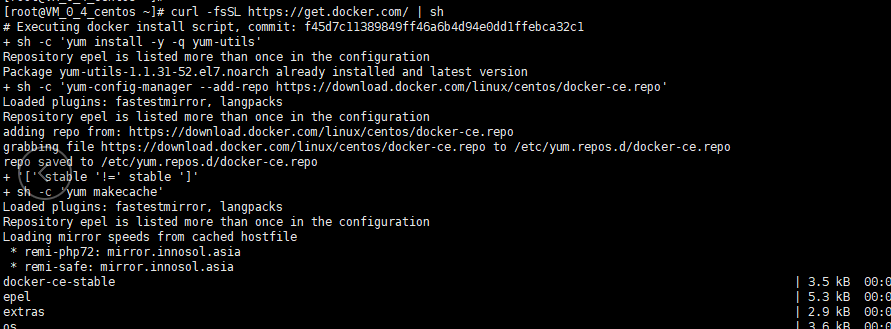 [root@VM_0_4_centos ~]# curl -fsSL https://get.docker.com/ | sh
# Executing docker install script, commit: f45d7c11389849ff46a6b4d94e0dd1ffebca32c1
+ sh -c 'yum install -y -q yum-utils'
Repository epel is listed more than once in the configuration
Package yum-utils-1.1.31-52.el7.noarch already installed and latest version
+ sh -c 'yum-config-manager --add-repo https://download.docker.com/linux/centos/docker-ce.repo'
Loaded plugins: fastestmirror, langpacks
Repository epel is listed more than once in the configuration
adding repo from: https://download.docker.com/linux/centos/docker-ce.repo
grabbing file https://download.docker.com/linux/centos/docker-ce.repo to /etc/yum.repos.d/docker-ce.repo
repo saved to /etc/yum.repos.d/docker-ce.repo
+ '[' stable '!=' stable ']'
+ sh -c 'yum makecache'
Loaded plugins: fastestmirror, langpacks
Repository epel is listed more than once in the configuration
Loading mirror speeds from cached hostfile
 * remi-php72: mirror.innosol.asia
 * remi-safe: mirror.innosol.asia
docker-ce-stable | 3.5 kB 00:0
epel | 5.3 kB 00:0
extras | 2.9 kB 00:0
os | 3.6 kB 00:0